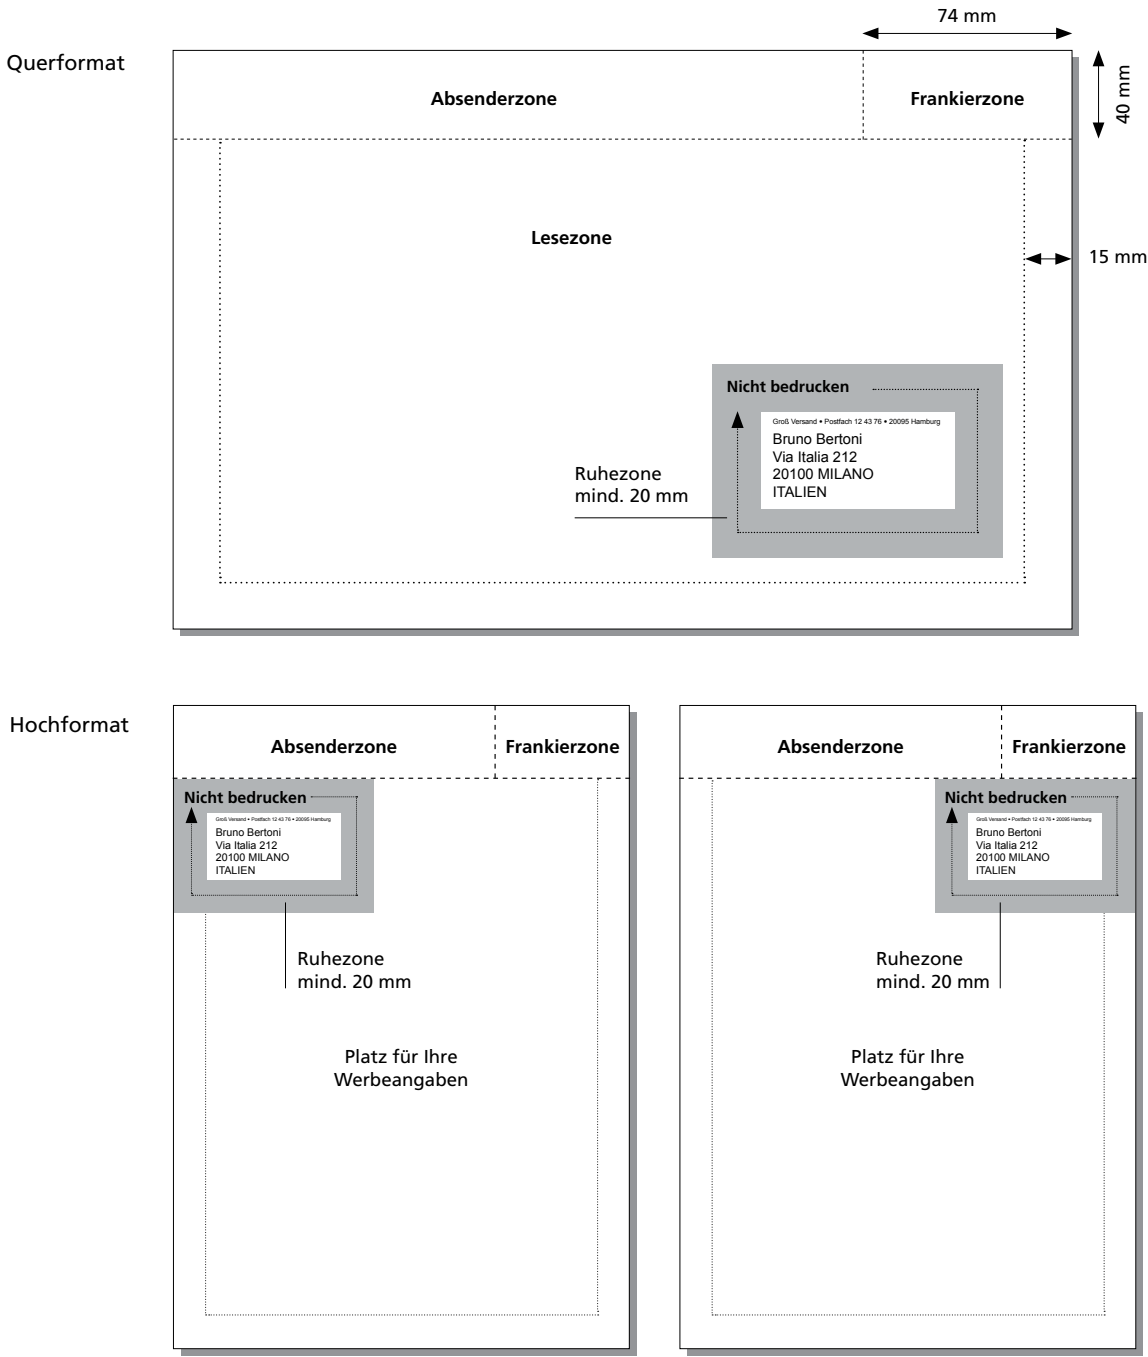 74 mm
Querformat
40 mm
Absenderzone
Frankierzone
Lesezone
15 mm
Nicht bedrucken
Groß Versand • Postfach 12 43 76 • 20095 Hamburg
Bruno Bertoni
Via Italia 212
20100 MILANO
ITALIEN
Ruhezone
mind. 20 mm
Hochformat
Absenderzone
Frankierzone
Nicht bedrucken
Groß Versand • Postfach 12 43 76 • 20095 Hamburg
Bruno Bertoni
Via Italia 212
20100 MILANO
ITALIEN
Ruhezone
mind. 20 mm
Platz für Ihre
Werbeangaben
Absenderzone
Frankierzone
Nicht bedrucken
Groß Versand • Postfach 12 43 76 • 20095 Hamburg
Bruno Bertoni
Via Italia 212
20100 MILANO
ITALIEN
Ruhezone
mind. 20 mm
Platz für Ihre
Werbeangaben